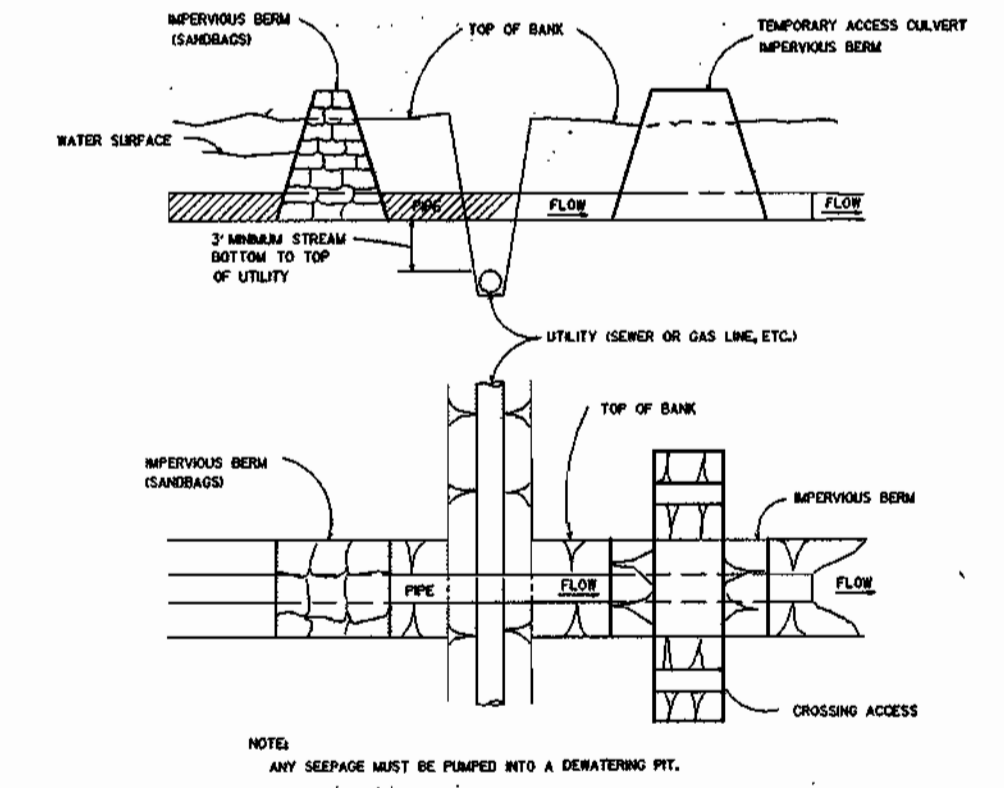 IMPERVIOUS BERM
(SANDBAGS)
TOP OF BANK
TEMPORARY ACCESS CULVERT
IMPERVIOUS BERM
WATER SURFACE
PIPE
FLOW
FLOW
3' MINIMUM STREAM
BOTTOM TO TOP
OF UTILITY
UTILITY (SEWER OR GAS LINE, ETC.)
TOP OF BANK
IMPERVIOUS BERM
(SANDBAGS)
IMPERVIOUS BERM
PIPE
FLOW
FLOW
CROSSING ACCESS
NOTE:
ANY SEEPAGE MUST BE PUMPED INTO A DEWATERING PIT.